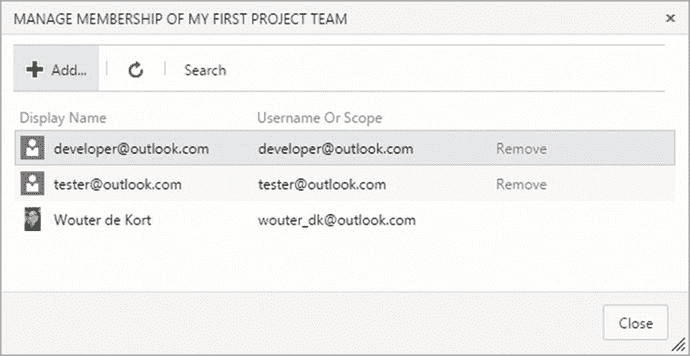 MANAGE MEMBERSHIP OF MY FIRST PROJECT TEAM
Add... Search
Display Name Username Or Scope
developer@outlook.com developer@outlook.com Remove
tester@outlook.com tester@outlook.com Remove
Wouter de Kort wouter_dk@outlook.com
Close